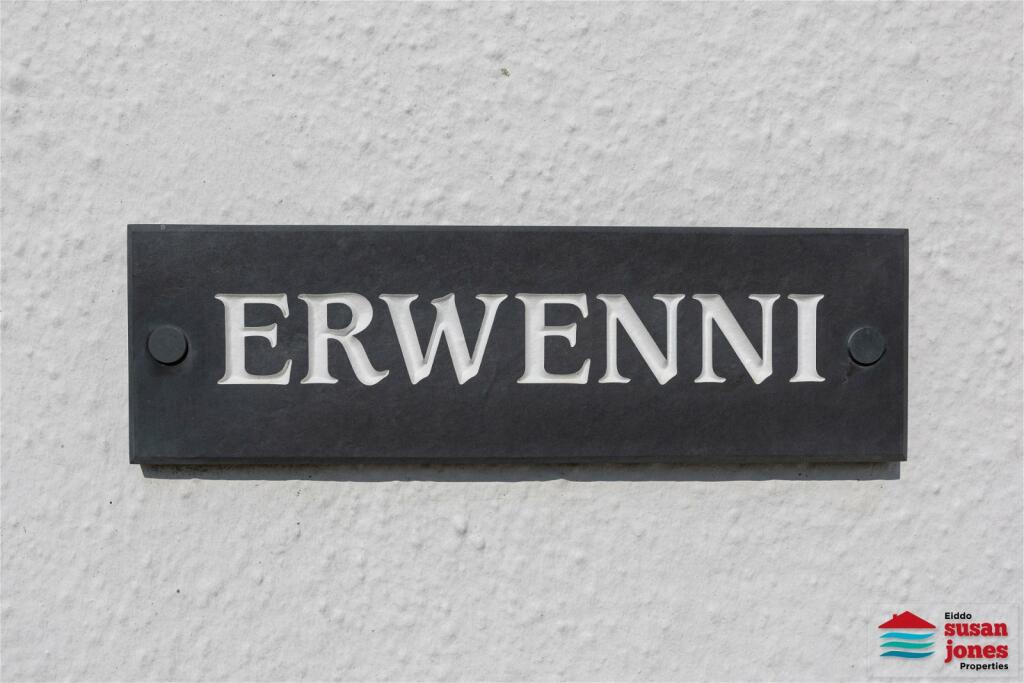 ERWENNI
Eiddo
susan
jones
Properties